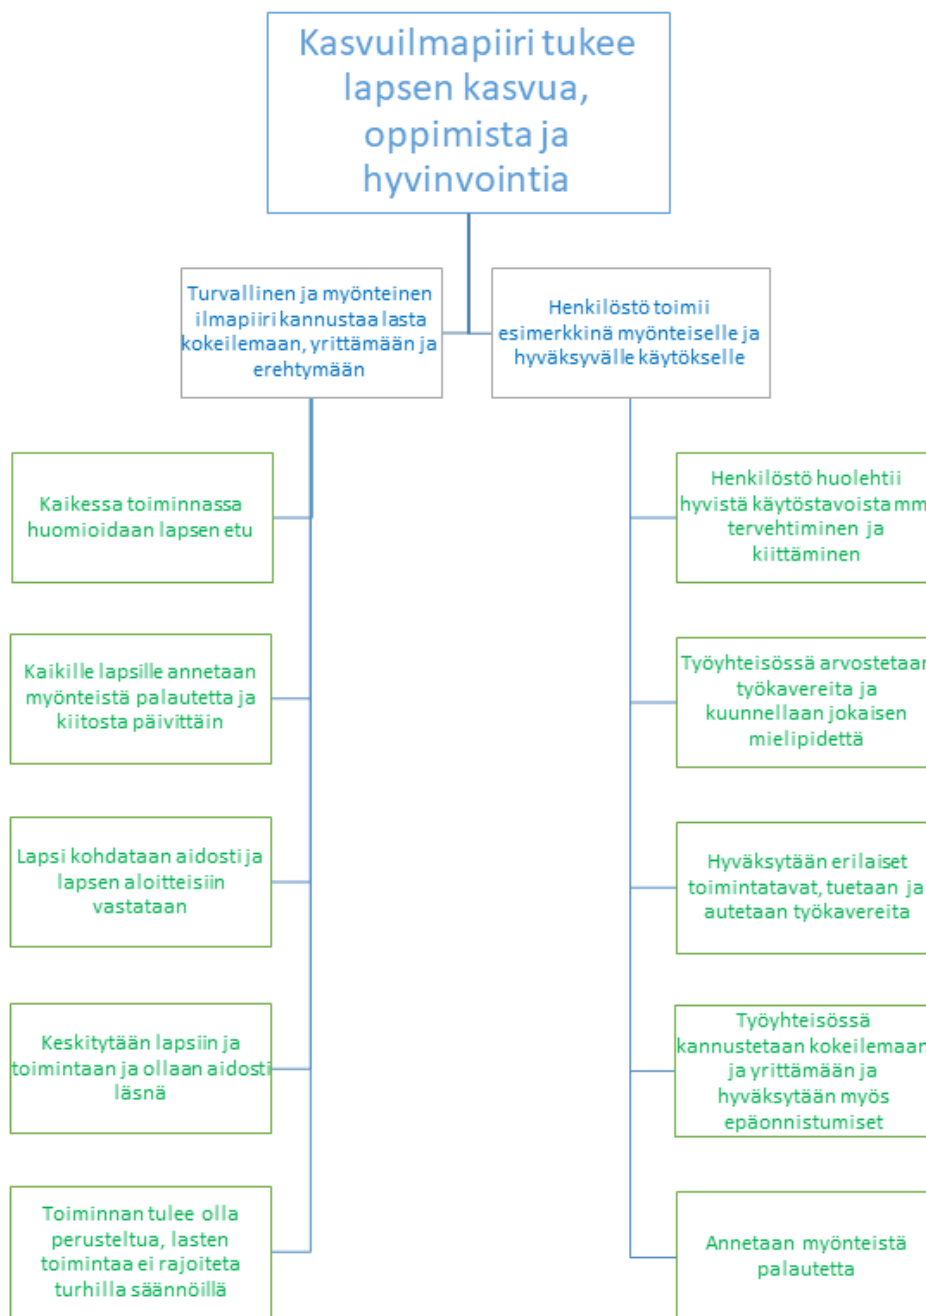 Kasvuilmapiiri tukee
lapsen kasvua,
oppimista ja
hyvinvointia
Turvallinen ja myönteinen
ilmapiiri kannustaa lasta
kokeilemaan, yrittämään ja
erehtymään
Henkilöstö toimii
esimerkkinä myönteiselle ja
hyväksyvälle käytökselle
Kaikessa toiminnassa
huomioidaan lapsen etu
Kaikille lapsille annetaan
myönteistä palautetta ja
kiitosta päivittäin
Lapsi kohdataan aidosti ja
lapsen aloitteisiin
vastataan
Keskitytään lapsiin ja
toimintaan ja ollaan aidosti
läsnä
Toiminnan tulee olla
perusteltua, lasten
toimintaa ei rajoiteta
turhilla säännöillä
Henkilöstö huolehtii
hyvistä käytöstavoista mm
tervehtiminen ja
kiittäminen
Työyhteisössä arvostetaan
työkavereita ja
kuunnellaan jokaisen
mielipidettä
Hyväksytään erilaiset
toimintatavat, tuetaan ja
autetaan työkavereita
Työyhteisössä
kannustetaan kokeilemaan
ja yrittämään ja
hyväksytään myös
epäonnistumiset
Annetaan myönteistä
palautetta